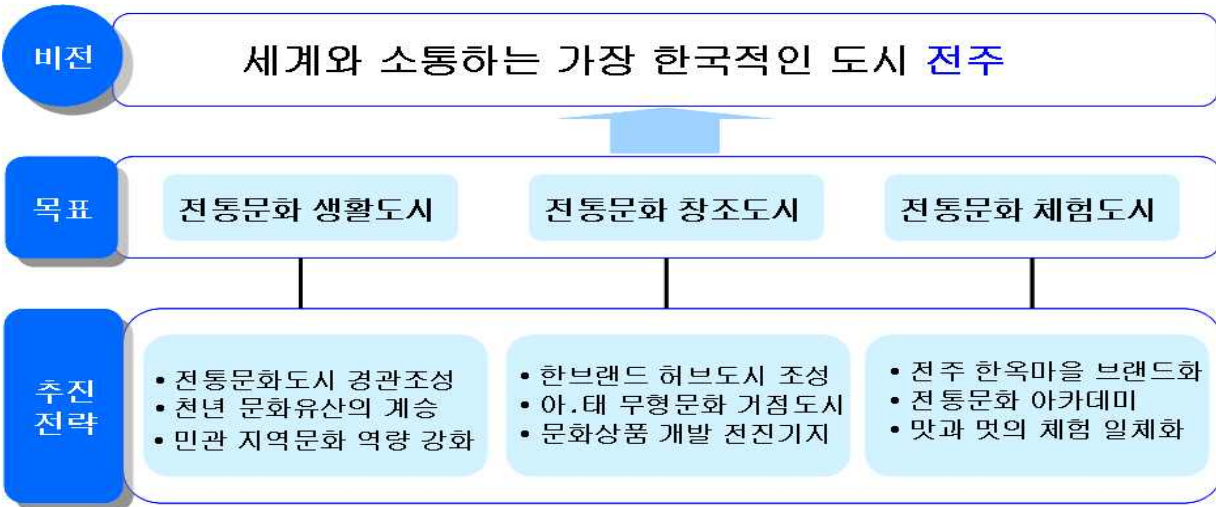 비전
세계와 소통하는 가장 한국적인 도시 전주
목표
전통문화 생활도시
전통문화 창조도시
전통문화 체험도시
추진
전략
• 전통문화도시 경관조성
• 천년 문화유산의 계승
• 민관 지역문화 역량 강화
• 한브랜드 허브도시 조성
• 아.태 무형문화 거점도시
• 문화상품 개발 전진기지
• 전주 한옥마을 브랜드화
• 전통문화 아카데미
• 맛과 멋의 체험 일체화